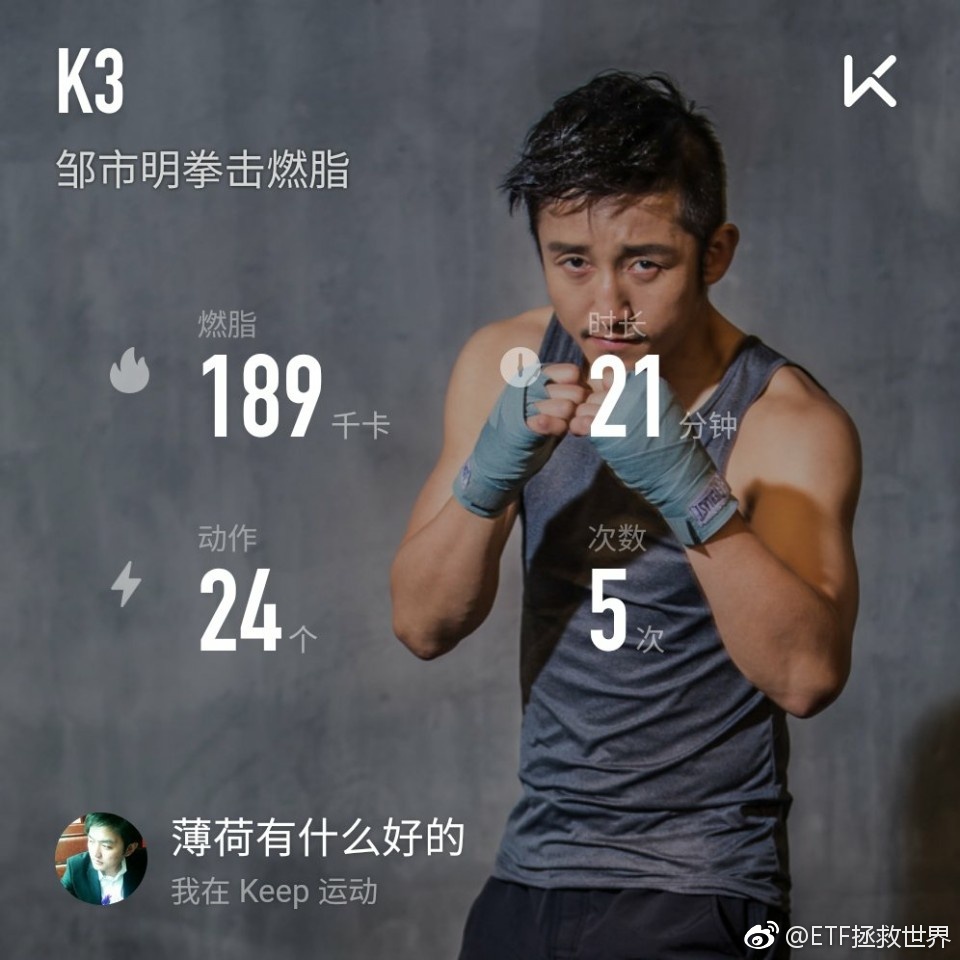 K3
邹市明拳击燃脂
燃脂
189 千卡
时长
21 分钟
动作
24 个
次数
5 次
薄荷有什么好的
我在 Keep 运动
@ETF拯救世界